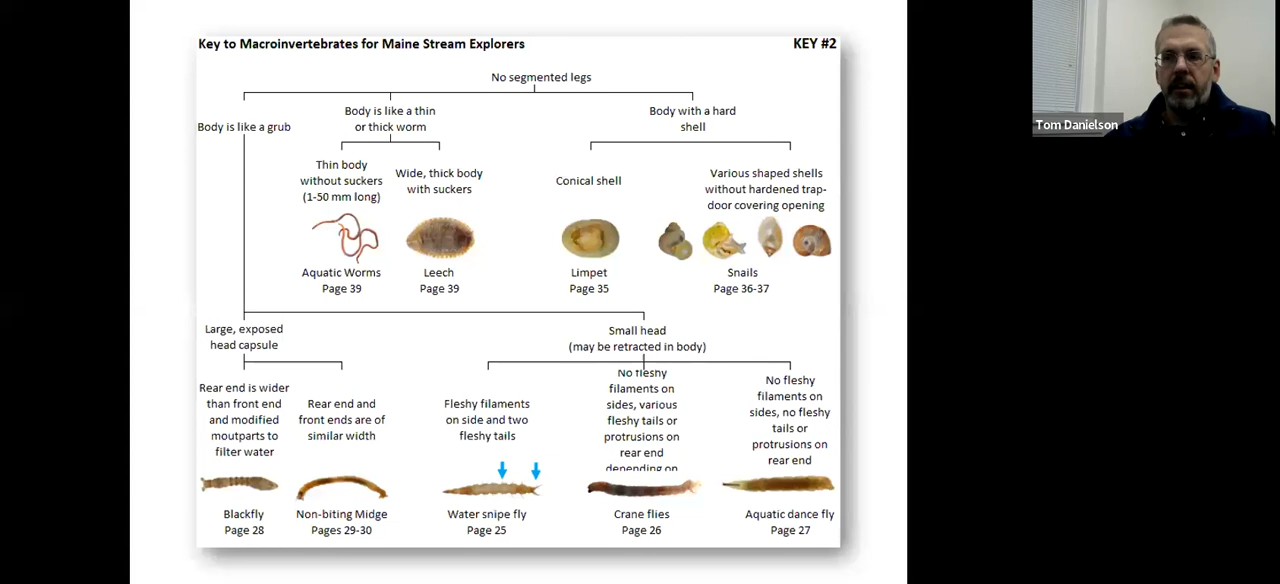 Key to Macroinvertebrates for Maine Stream Explorers
KEY #2
No segmented legs
Body is like a grub
Body is like a thin
or thick worm
Body with a hard
shell
Thin body
without suckers
(1-50 mm long)
Wide, thick body
with suckers
Conical shell
Various shaped shells
without hardened trap-
door covering opening
Aquatic Worms
Page 39
Leech
Page 39
Limpet
Page 35
Snails
Page 36-37
Large, exposed
head capsule
Small head
(may be retracted in body)
Rear end is wider
than front end
and modified
moutparts to
filter water
Rear end and
front ends are of
similar width
Fleshy filaments
on side and two
fleshy tails
No fleshy
filaments on
sides, various
fleshy tails or
protrusions on
rear end
depending on
No fleshy
filaments on
sides, no fleshy
tails or
protrusions on
rear end
Blackfly
Page 28
Non-biting Midge
Pages 29-30
Water snipe fly
Page 25
Crane flies
Page 26
Aquatic dance fly
Page 27
Tom Danielson